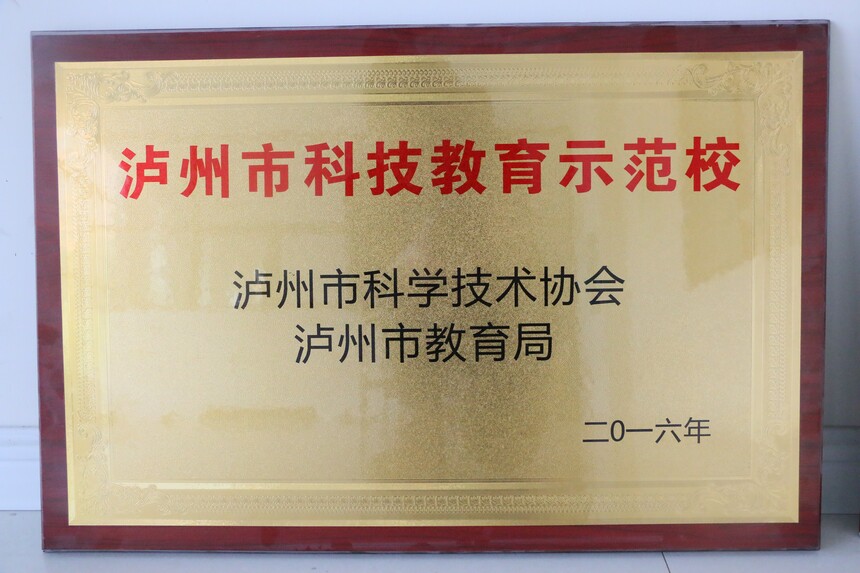 泸州市科技教育示范校
泸州市科学技术协会
泸州市教育局
二0一六年